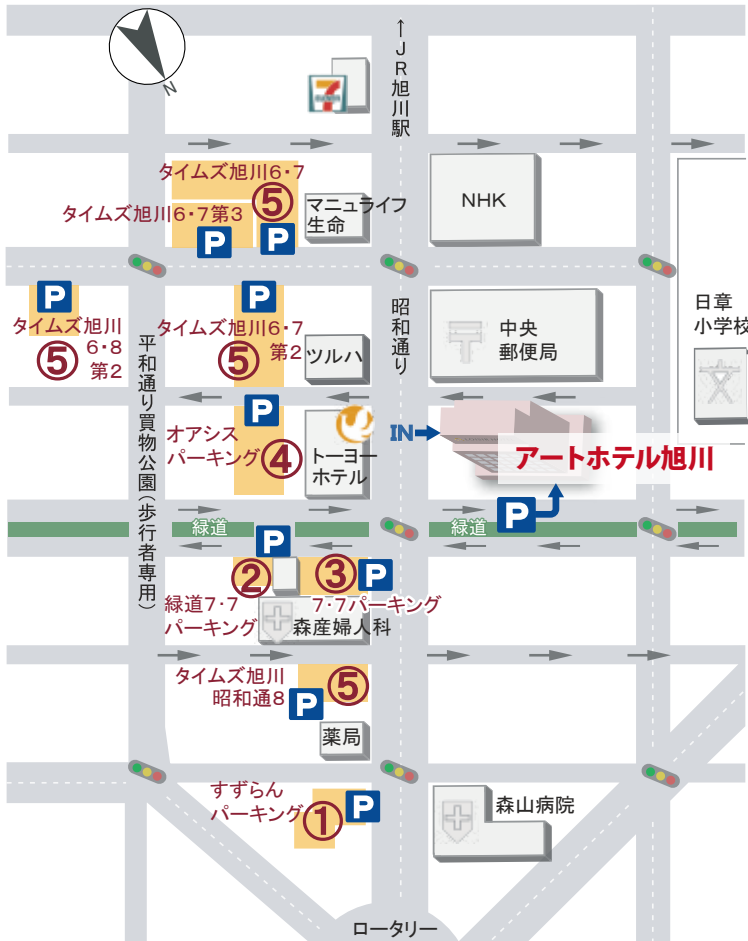 N
↑JR旭川駅
7
タイムズ旭川6・7
⑤
タイムズ旭川6・7第3
P
P
マニュライフ
生命
NHK
P
タイムズ旭川
6・8
第2
⑤
P
タイムズ旭川6・7
第2
⑤
ツルハ
昭和通り
中央
郵便局
日章
小学校
平和通り買物公園(歩行者専用)
P
オアシス
パーキング
④
トーヨー
ホテル
IN
アートホテル旭川
P
緑道
緑道
P
②
③
P
緑道7・7
パーキング
7・7パーキング
森産婦人科
タイムズ旭川
昭和通8
⑤
P
薬局
すずらん
パーキング
①
P
森山病院
ロータリー